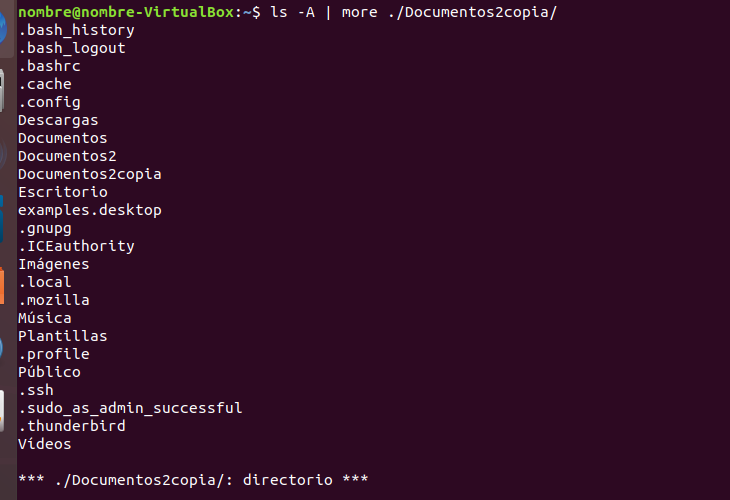 nombre@nombre-VirtualBox:~$ ls -A | more ./Documentos2copia/
.bash_history
.bash_logout
.bashrc
.cache
.config
Descargas
Documentos
Documentos2
Documentos2copia
Escritorio
examples.desktop
.gnupg
.ICEauthority
Imágenes
.local
.mozilla
Música
Plantillas
.profile
Público
.ssh
.sudo_as_admin_successful
.thunderbird
Vídeos
*** ./Documentos2copia/: directorio ***